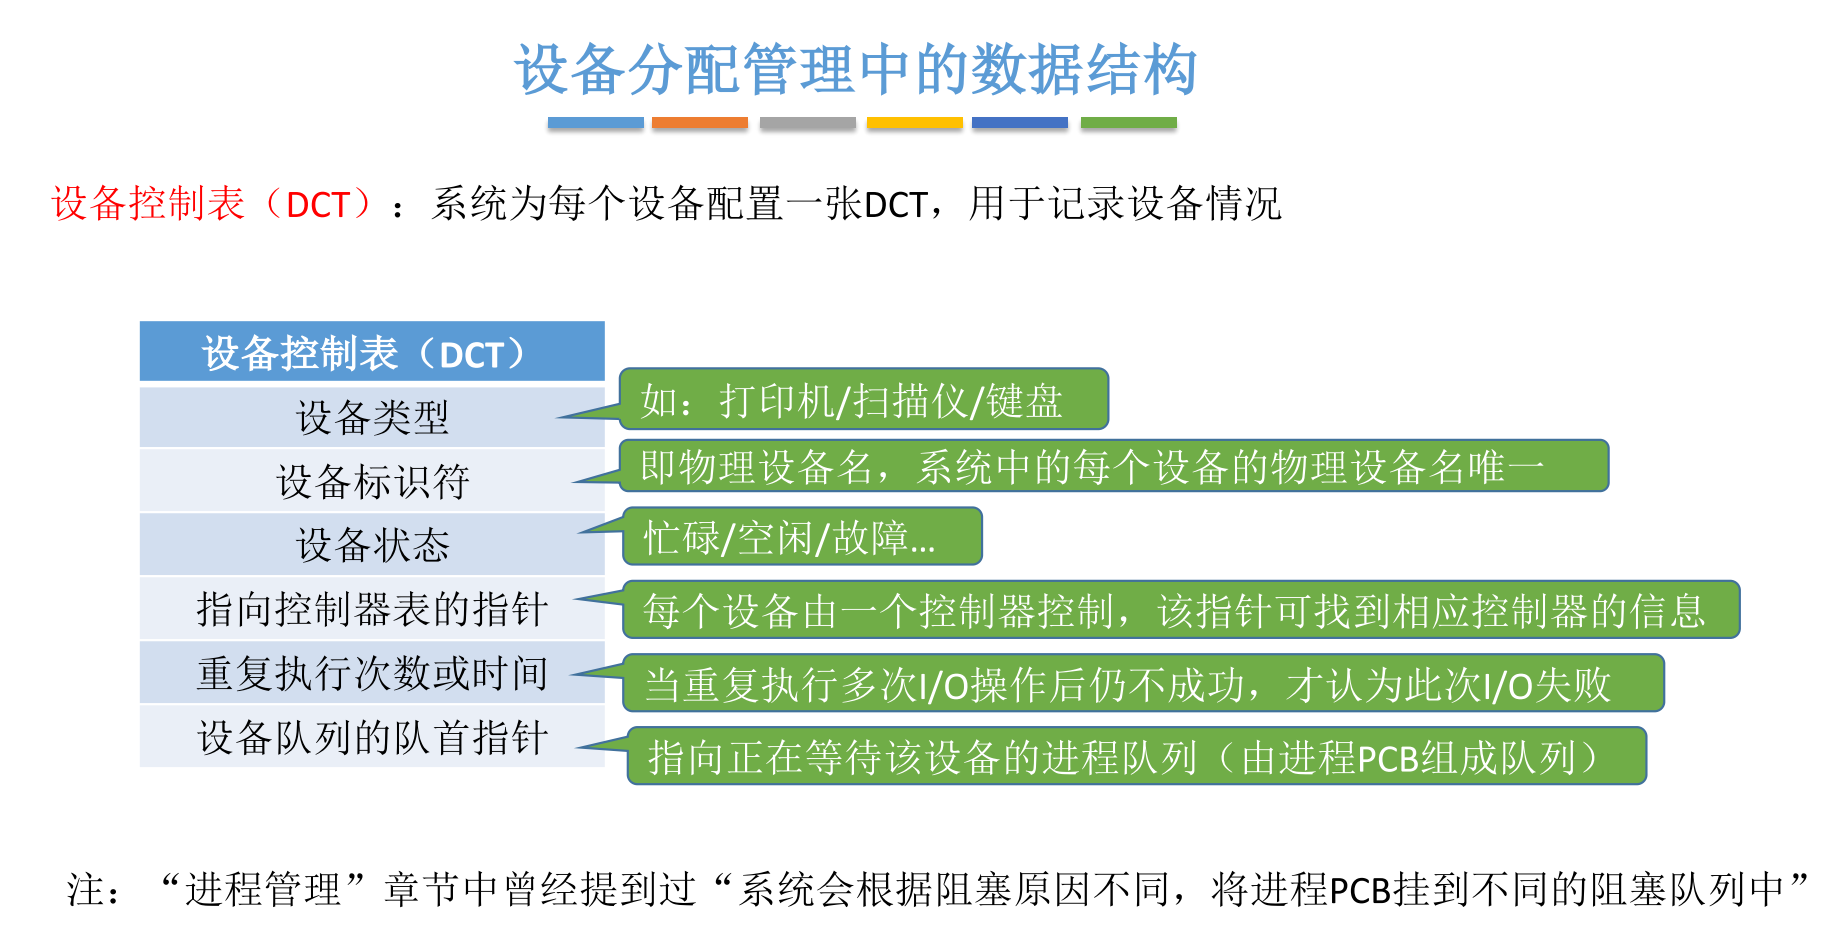 设备分配管理中的数据结构
设备控制表（DCT）：系统为每个设备配置一张DCT，用于记录设备情况
设备控制表（DCT）
设备类型
如：打印机/扫描仪/键盘
设备标识符
即物理设备名，系统中的每个设备的物理设备名唯一
设备状态
忙碌/空闲/故障...
指向控制器表的指针
每个设备由一个控制器控制，该指针可找到相应控制器的信息
重复执行次数或时间
当重复执行多次I/O操作后仍不成功，才认为此次I/O失败
设备队列的队首指针
指向正在等待该设备的进程队列（由进程PCB组成队列）
注：“进程管理”章节中曾经提到过“系统会根据阻塞原因不同，将进程PCB挂到不同的阻塞队列中”